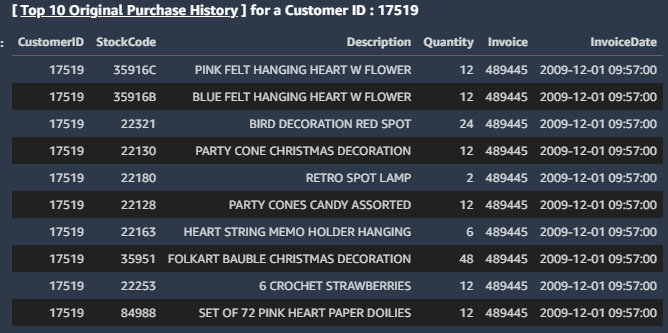 [ Top 10 Original Purchase History ] for a Customer ID : 17519
: CustomerID StockCode Description Quantity Invoice InvoiceDate
17519 35916C PINK FELT HANGING HEART W FLOWER 12 489445 2009-12-01 09:57:00
17519 35916B BLUE FELT HANGING HEART W FLOWER 12 489445 2009-12-01 09:57:00
17519 22321 BIRD DECORATION RED SPOT 24 489445 2009-12-01 09:57:00
17519 22130 PARTY CONE CHRISTMAS DECORATION 12 489445 2009-12-01 09:57:00
17519 22180 RETRO SPOT LAMP 2 489445 2009-12-01 09:57:00
17519 22128 PARTY CONES CANDY ASSORTED 12 489445 2009-12-01 09:57:00
17519 22163 HEART STRING MEMO HOLDER HANGING 6 489445 2009-12-01 09:57:00
17519 35951 FOLKART BAUBLE CHRISTMAS DECORATION 48 489445 2009-12-01 09:57:00
17519 22253 6 CROCHET STRAWBERRIES 12 489445 2009-12-01 09:57:00
17519 84988 SET OF 72 PINK HEART PAPER DOILIES 12 489445 2009-12-01 09:57:00